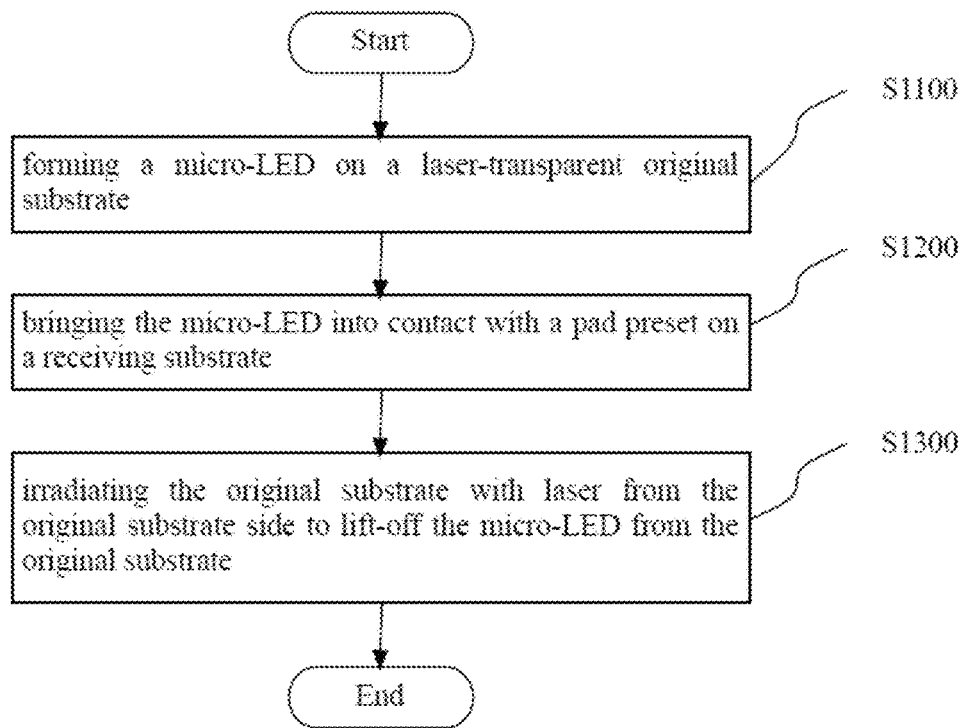 Start
S1100
forming a micro-LED on a laser-transparent original
substrate
S1200
bringing the micro-LED into contact with a pad preset on
a receiving substrate
S1300
irradiating the original substrate with laser from the
original substrate side to lift-off the micro-LED from the
original substrate
End